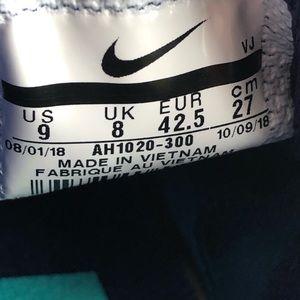 VJ
US UK EUR cm
9 8 42.5 27
08/01/18 AH1020-300 10/09/18
MADE IN VIETNAM
FABRIQUE AU VIETNAM